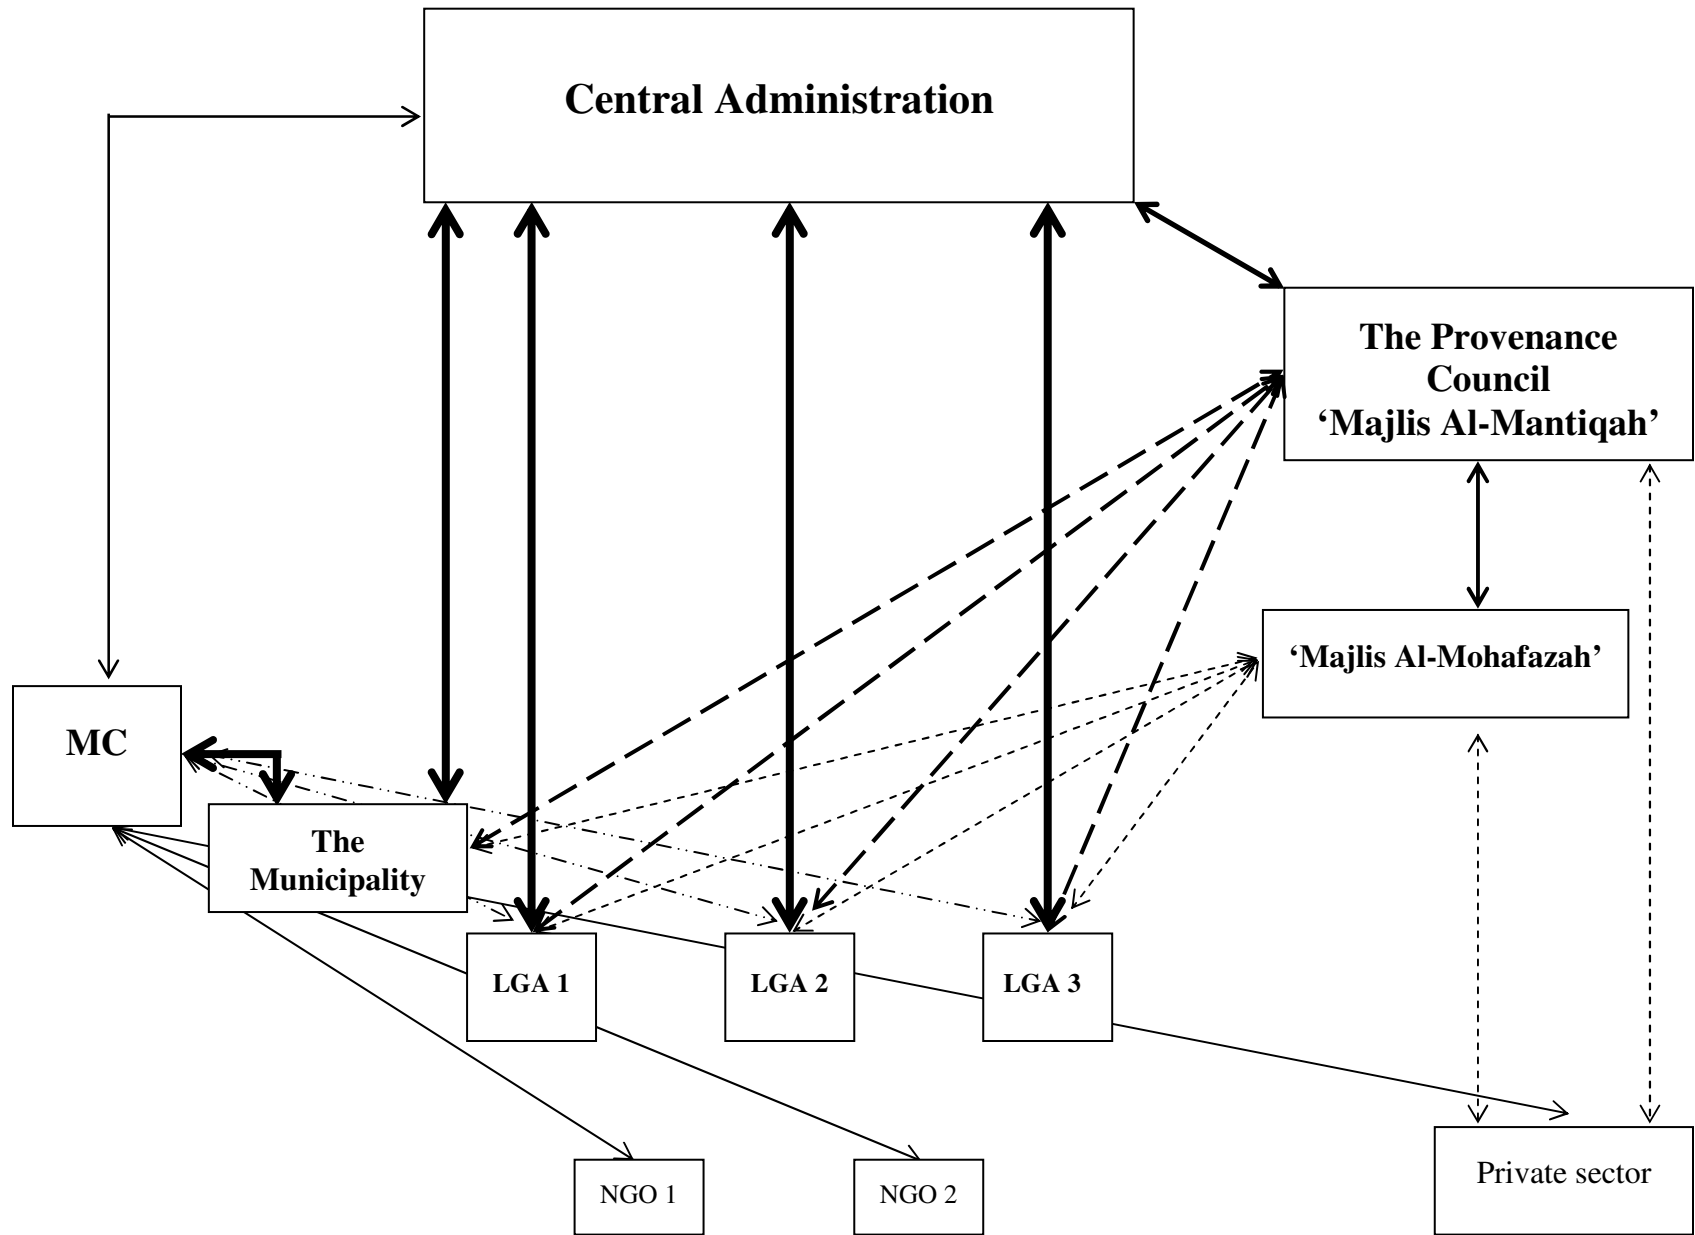 Central Administration
The Provenance
Council
‘Majlis Al-Mantiqah’
‘Majlis Al-Mohafazah’
MC
The
Municipality
LGA 1
LGA 2
LGA 3
NGO 1
NGO 2
Private sector